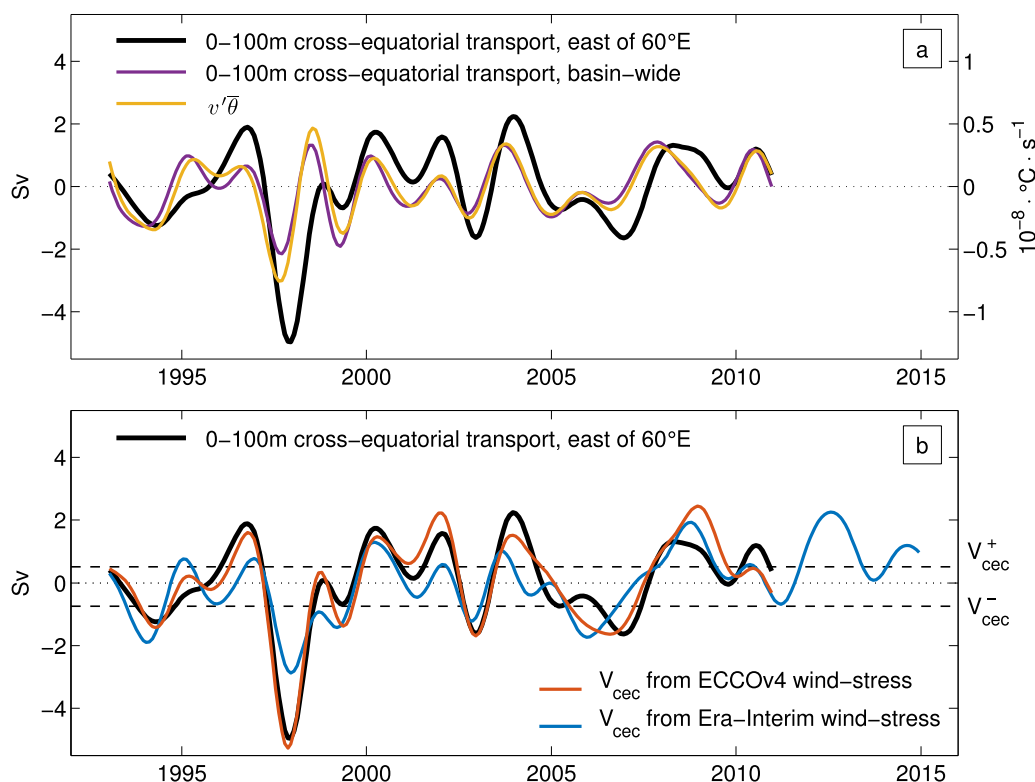 a
0−100m cross−equatorial transport, east of 60°E
0−100m cross−equatorial transport, basin−wide
v′θ̅
4
2
0
−2
−4
Sv
1
0.5
0
−0.5
−1
10⁻⁸ · °C · s⁻¹
1995 2000 2005 2010 2015
b
0−100m cross−equatorial transport, east of 60°E
4
2
0
−2
−4
Sv
V⁺cec
V⁻cec
Vcec from ECCOv4 wind−stress
Vcec from Era−Interim wind−stress
1995 2000 2005 2010 2015